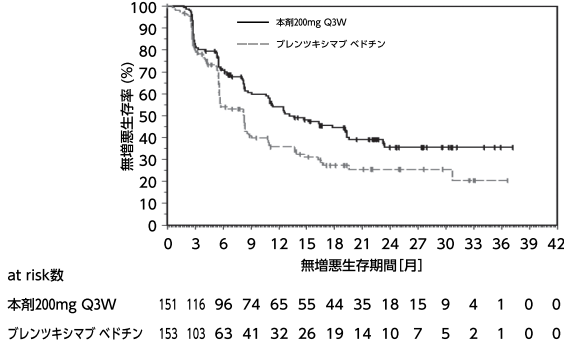 100
90
80
70
60
50
40
30
20
10
0
無増悪生存率 (%)
本剤200mg Q3W
ブレンツキシマブ ベドチン
0 3 6 9 12 15 18 21 24 27 30 33 36 39 42
無増悪生存期間[月]
at risk数
本剤200mg Q3W 151 116 96 74 65 55 44 35 18 15 9 4 1 0 0
ブレンツキシマブ ベドチン 153 103 63 41 32 26 19 14 10 7 5 2 1 0 0